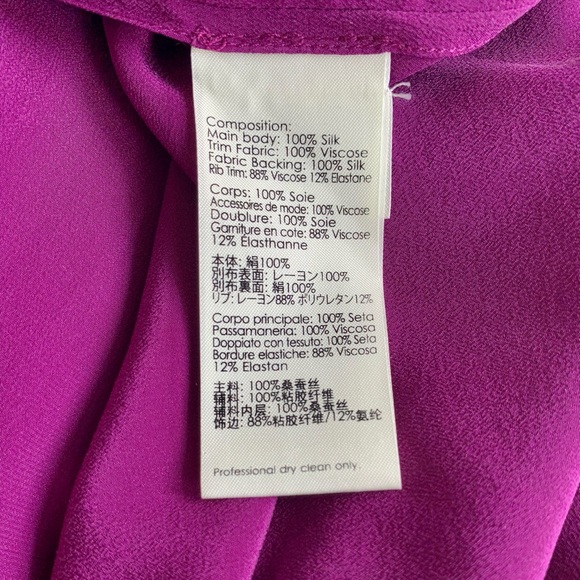 Composition:
Main body: 100% Silk
Trim Fabric: 100% Viscose
Fabric Backing: 100% Silk
Rib Trim: 88% Viscose 12% Elastane
Corps: 100% Soie
Accessoires de mode: 100% Viscose
Doublure: 100% Soie
Garniture en cote: 88% Viscose
12% Élasthanne
本体: 絹100%
別布表面: レーヨン100%
別布裏面: 絹100%
リブ: レーヨン88% ポリウレタン12%
Corpo principale: 100% Seta
Passamaneria: 100% Viscosa
Doppiato con tessuto: 100% Seta
Bordure elastiche: 88% Viscosa
12% Elastan
主料: 100%桑蚕丝
辅料: 100%粘胶纤维
辅料内层: 100%桑蚕丝
饰边: 88%粘胶纤维/12%氨纶
Professional dry clean only.